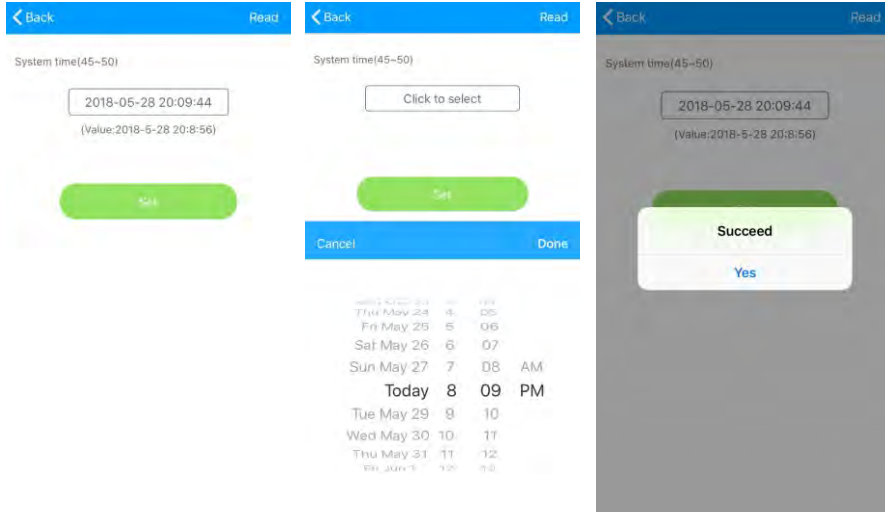 Back Read
System time(45~50)
2018-05-28 20:09:44
(Value:2018-5-28 20:8:56)
Set
Back Read
System time(45~50)
Click to select
Set
Cancel Done
Thu May 24 4 05
Fri May 25 5 06
Sat May 26 6 07
Sun May 27 7 08 AM
Today 8 09 PM
Tue May 29 9 10
Wed May 30 10 11
Thu May 31 11 12
Fri Jun 1 12
Back Read
System time(45~50)
2018-05-28 20:09:44
(Value:2018-5-28 20:8:56)
Succeed
Yes